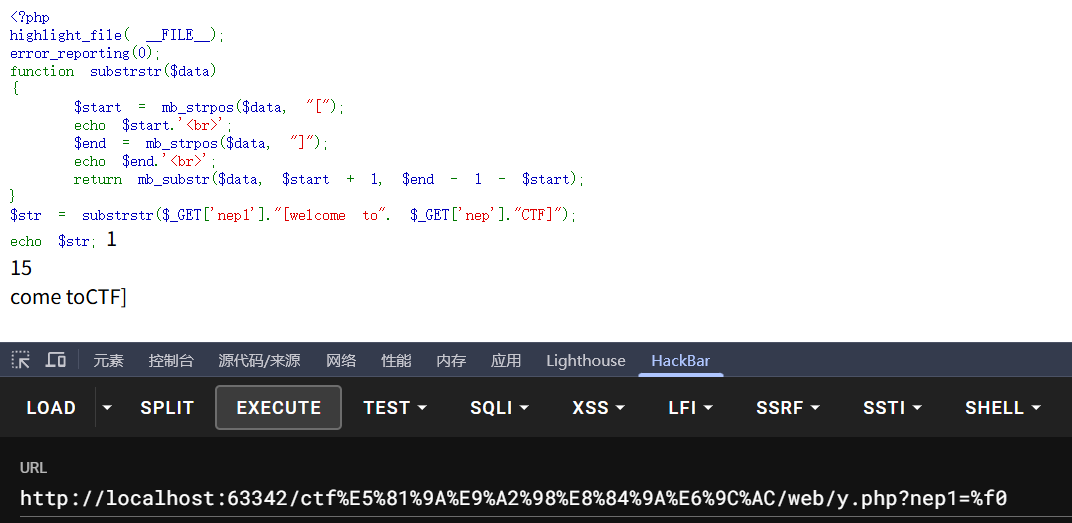 <?php
highlight_file( __FILE__);
error_reporting(0);
function substrstr($data)
{
$start = mb_strpos($data, "[");
echo $start.'<br>';
$end = mb_strpos($data, "]");
echo $end.'<br>';
return mb_substr($data, $start + 1, $end - 1 - $start);
}
$str = substrstr($_GET['nep1']."[welcome to". $_GET['nep']."CTF]");
echo $str; 1
15
come toCTF]
元素 控制台 源代码/来源 网络 性能 内存 应用 Lighthouse HackBar
LOAD SPLIT EXECUTE TEST SQLI XSS LFI SSRF SSTI SHELL
URL
http://localhost:63342/ctf%E5%81%9A%E9%A2%98%E8%84%9A%E6%9C%AC/web/y.php?nep1=%f0